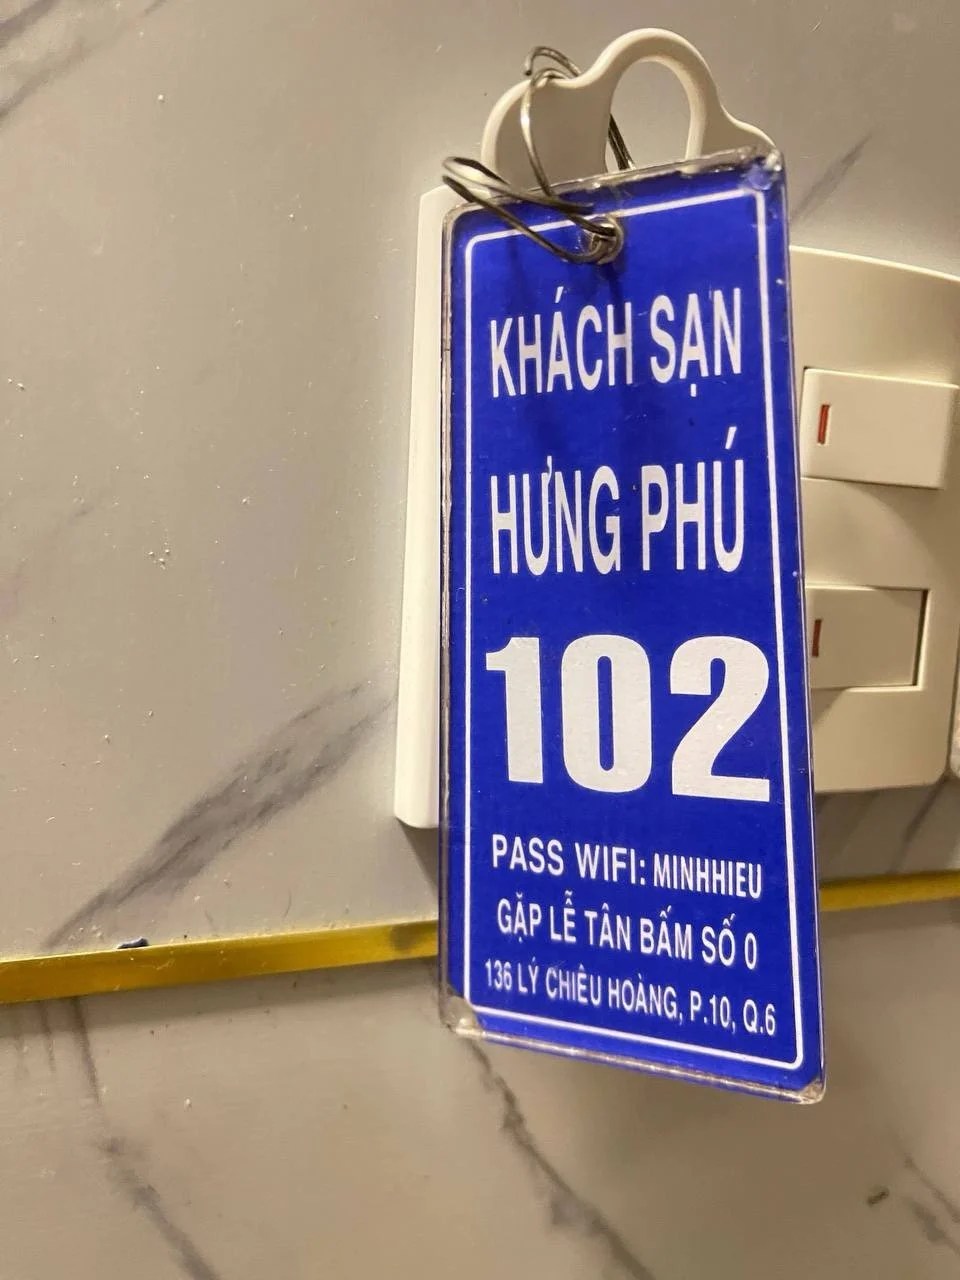 KHÁCH SẠN
HƯNG PHÚ
102
PASS WIFI: MINHHIEU
GẶP LỄ TÂN BẤM SỐ 0
136 LÝ CHIÊU HOÀNG, P.10, Q.6